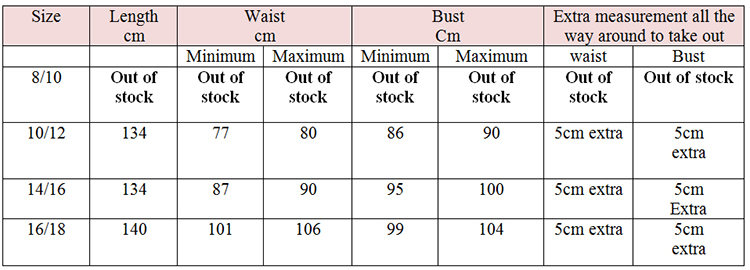 Size Length Waist Bust Extra measurement all the
cm cm Cm way around to take out
Minimum Maximum Minimum Maximum waist Bust
8/10 Out of Out of Out of Out of Out of Out of Out of stock
stock stock stock stock stock stock
10/12 134 77 80 86 90 5cm extra 5cm
extra
14/16 134 87 90 95 100 5cm extra 5cm
Extra
16/18 140 101 106 99 104 5cm extra 5cm
extra